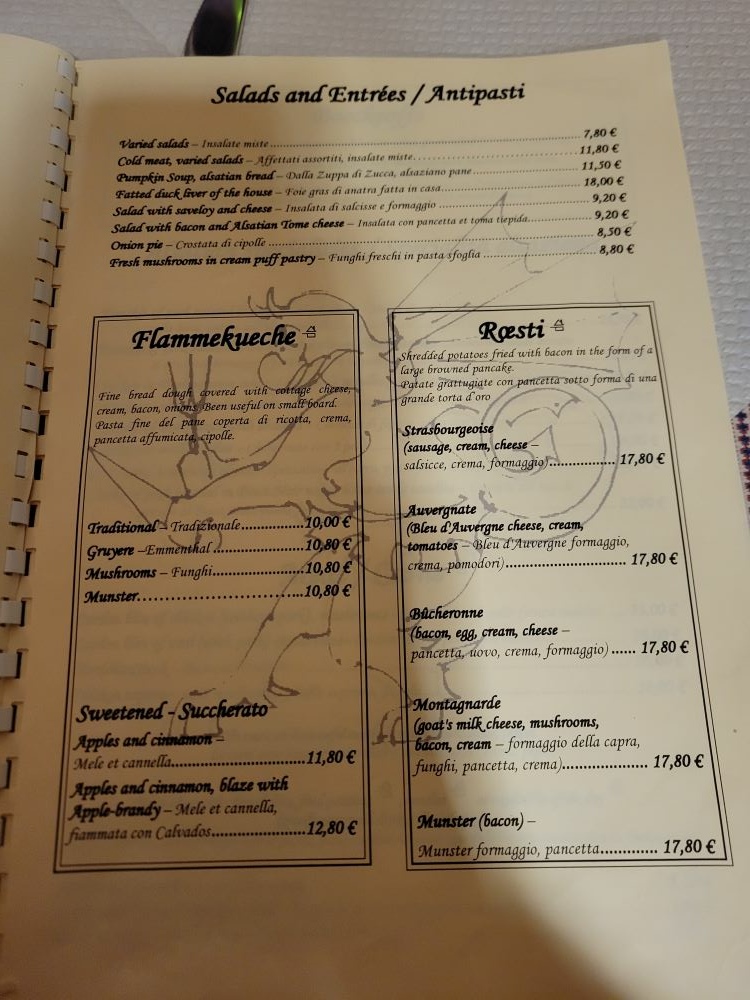 Salads and Entrées / Antipasti
Varied salads – Insalate miste ........ 7,80 €
Cold meat, varied salads – Affettati assortiti, insalate miste ........ 11,80 €
Pumpkin Soup, alsatian bread – Dalla Zuppa di Zucca, alsaziano pane ........ 11,50 €
Fatted duck liver of the house – Foie gras di anatra fatta in casa ........ 18,00 €
Salad with saveloy and cheese – Insalata di salcisse e formaggio ........ 9,20 €
Salad with bacon and Alsatian Tome cheese – Insalata con pancetta et toma tiepida ........ 9,20 €
Onion pie – Crostata di cipolle ........ 8,50 €
Fresh mushrooms in cream puff pastry – Funghi freschi in pasta sfoglia ........ 8,80 €
Flammekueche
Fine bread dough covered with cottage cheese,
cream, bacon, onions. Been useful on small board.
Pasta fine del pane coperta di ricotta, crema,
pancetta affumicata, cipolle.
Traditional – Tradizionale ........ 10,00 €
Gruyere – Emmenthal ........ 10,80 €
Mushrooms – Funghi ........ 10,80 €
Munster ........ 10,80 €
Sweetened - Succherato
Apples and cinnamon –
Mele et cannella ........ 11,80 €
Apples and cinnamon, blaze with
Apple-brandy – Mele et cannella,
fiammata con Calvados ........ 12,80 €
Rœsti
Shredded potatoes fried with bacon in the form of a
large browned pancake.
Patate grattugiate con pancetta sotto forma di una
grande torta d'oro
Strasbourgeoise
(sausage, cream, cheese –
salsicce, crema, formaggio) ........ 17,80 €
Auvergnate
(Bleu d'Auvergne cheese, cream,
tomatoes – Bleu d'Auvergne formaggio,
crema, pomodori) ........ 17,80 €
Bûcheronne
(bacon, egg, cream, cheese –
pancetta, uovo, crema, formaggio) ...... 17,80 €
Montagnarde
(goat's milk cheese, mushrooms,
bacon, cream – formaggio della capra,
funghi, pancetta, crema) ........ 17,80 €
Munster (bacon) –
Munster formaggio, pancetta ........ 17,80 €